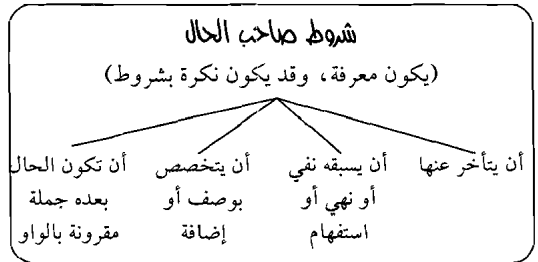 شروط صاحب الحال
(يكون معرفة، وقد يكون نكرة بشروط)
أن يتأخر عنها
أن يسبقه نفي
أو نهي أو
استفهام
أن يتخصص
بوصف أو
إضافة
أن تكون الحال
بعده جملة
مقرونة بالواو